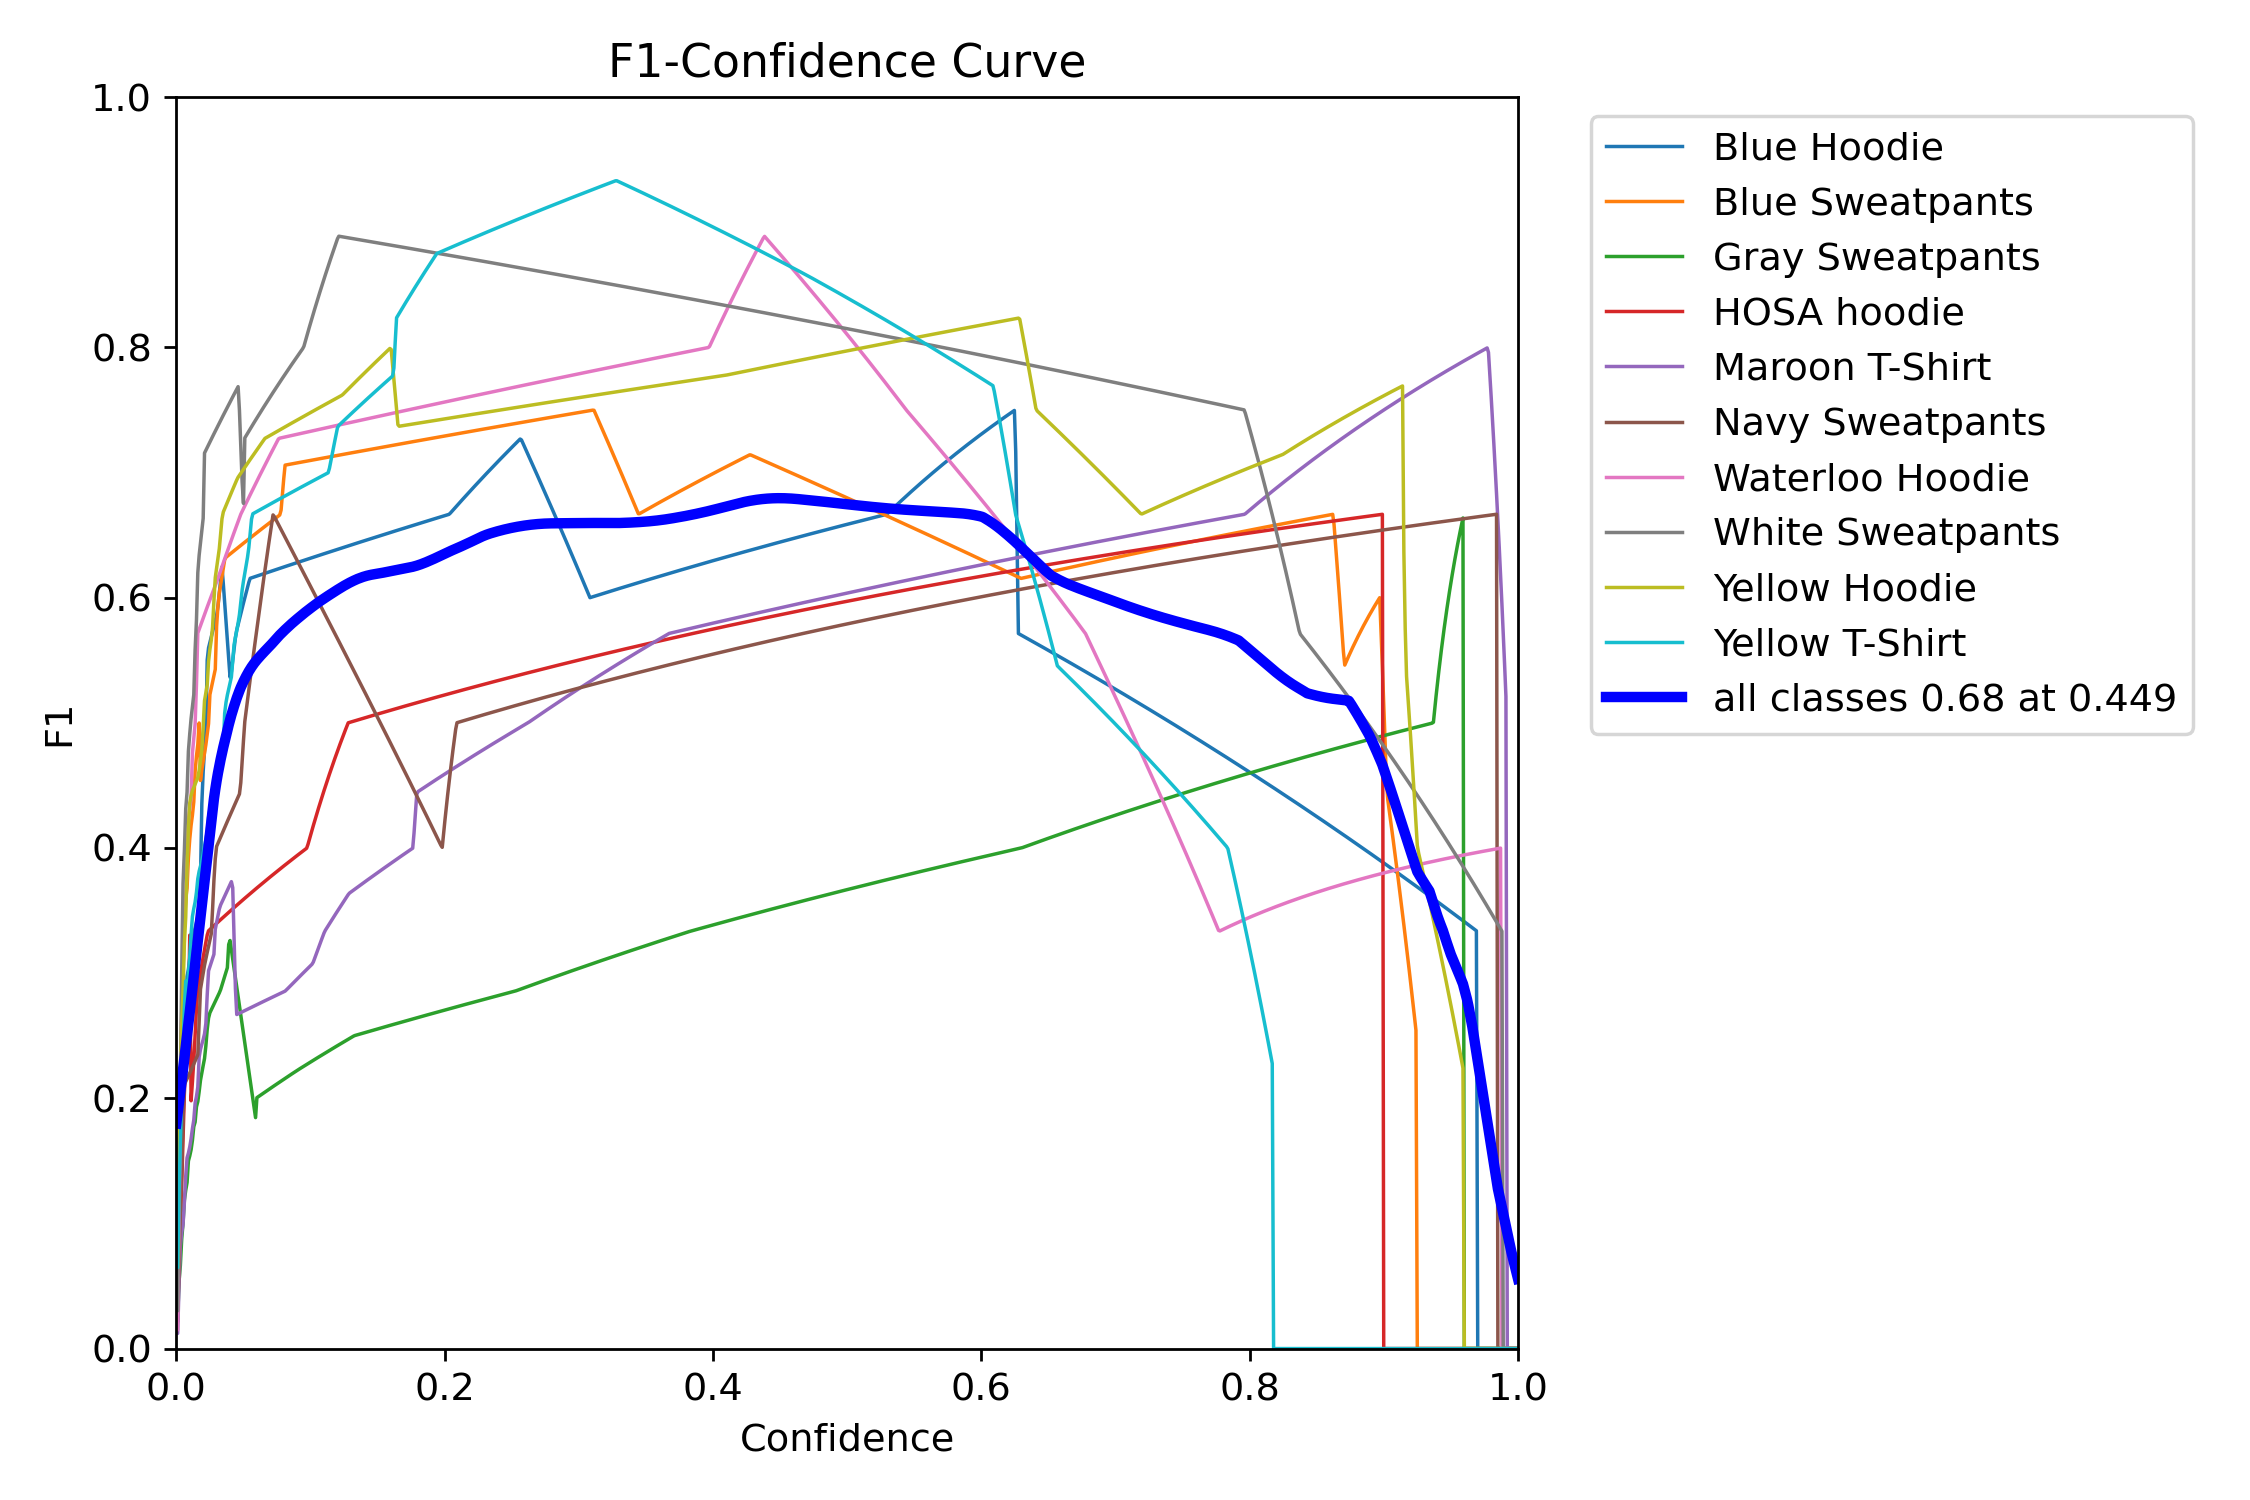 F1-Confidence Curve
1.0
0.8
0.6
0.4
0.2
0.0
F1
0.0 0.2 0.4 0.6 0.8 1.0
Confidence
Blue Hoodie
Blue Sweatpants
Gray Sweatpants
HOSA hoodie
Maroon T-Shirt
Navy Sweatpants
Waterloo Hoodie
White Sweatpants
Yellow Hoodie
Yellow T-Shirt
all classes 0.68 at 0.449